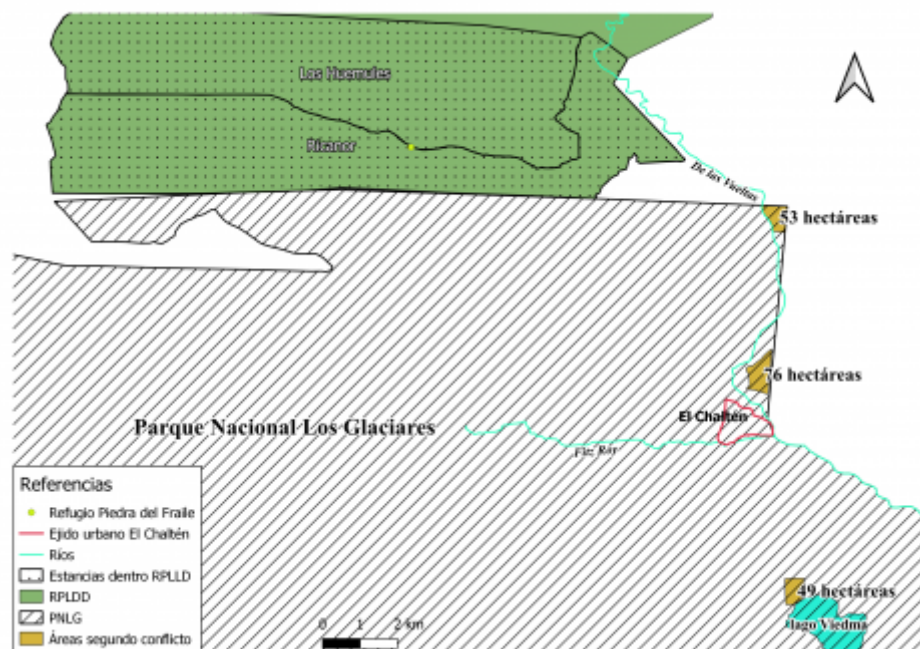 Los Huemules
Ricanor
De las Vueltas
53 hectáreas
76 hectáreas
El Chaltén
Parque Nacional Los Glaciares
Fitz Roy
Referencias
Refugio Piedra del Fraile
Ejido urbano El Chaltén
Ríos
Estancias dentro RPLLD
RPLDD
PNLG
Áreas segundo conflicto
0 1 2 km
49 hectáreas
lago Viedma